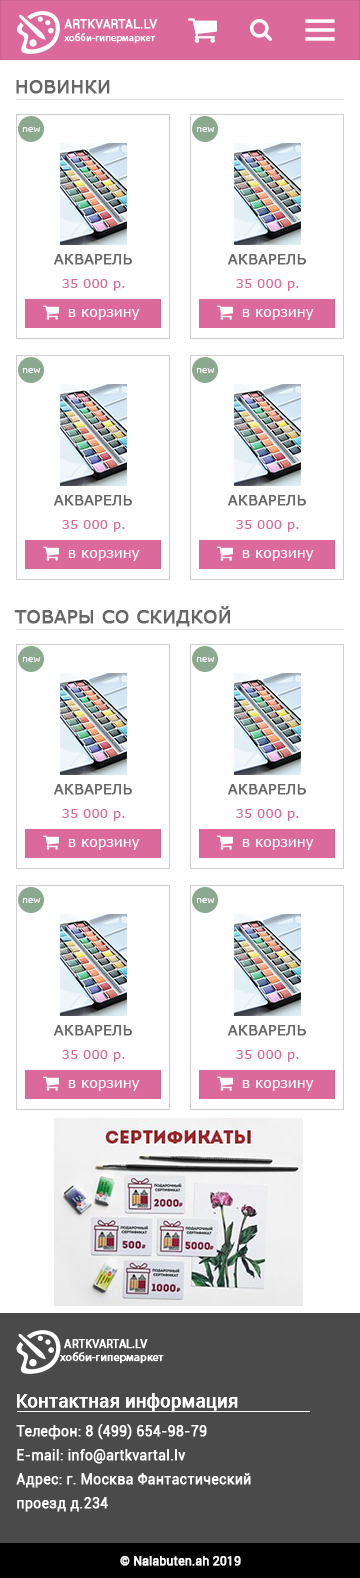 ARTKVARTAL.LV
хобби-гипермаркет
НОВИНКИ
new new
АКВАРЕЛЬ АКВАРЕЛЬ
35 000 р. 35 000 р.
в корзину в корзину
new new
АКВАРЕЛЬ АКВАРЕЛЬ
35 000 р. 35 000 р.
в корзину в корзину
ТОВАРЫ СО СКИДКОЙ
new new
АКВАРЕЛЬ АКВАРЕЛЬ
35 000 р. 35 000 р.
в корзину в корзину
new new
АКВАРЕЛЬ АКВАРЕЛЬ
35 000 р. 35 000 р.
в корзину в корзину
СЕРТИФИКАТЫ
ПОДАРОЧНЫЙ
СЕРТИФИКАТ
2000₽
ПОДАРОЧНЫЙ
СЕРТИФИКАТ
500₽
ПОДАРОЧНЫЙ
СЕРТИФИКАТ
5000₽
ПОДАРОЧНЫЙ
СЕРТИФИКАТ
1000₽
ARTKVARTAL.LV
хобби-гипермаркет
Контактная информация
Телефон: 8 (499) 654-98-79
E-mail: info@artkvartal.lv
Адрес: г. Москва Фантастический
проезд д.234
© Nalabuten.ah 2019